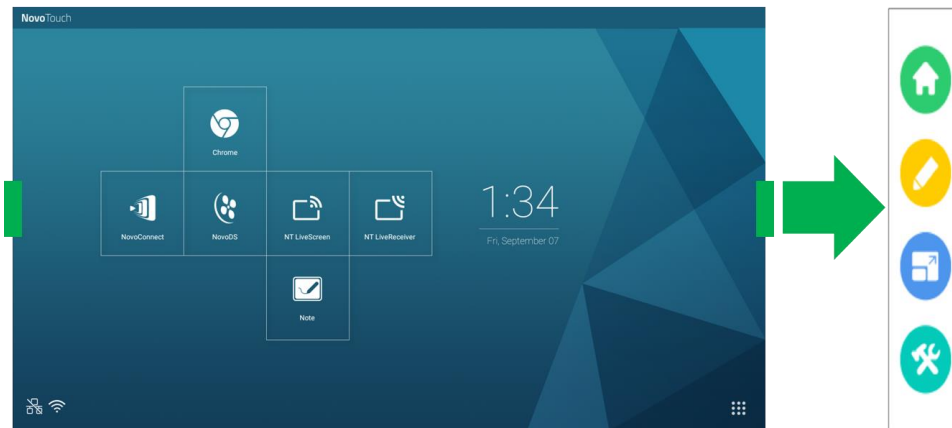 NovoTouch
Chrome
NovoConnect
NovoDS
NT LiveScreen
NT LiveReceiver
1:34
Fri, September 07
Note